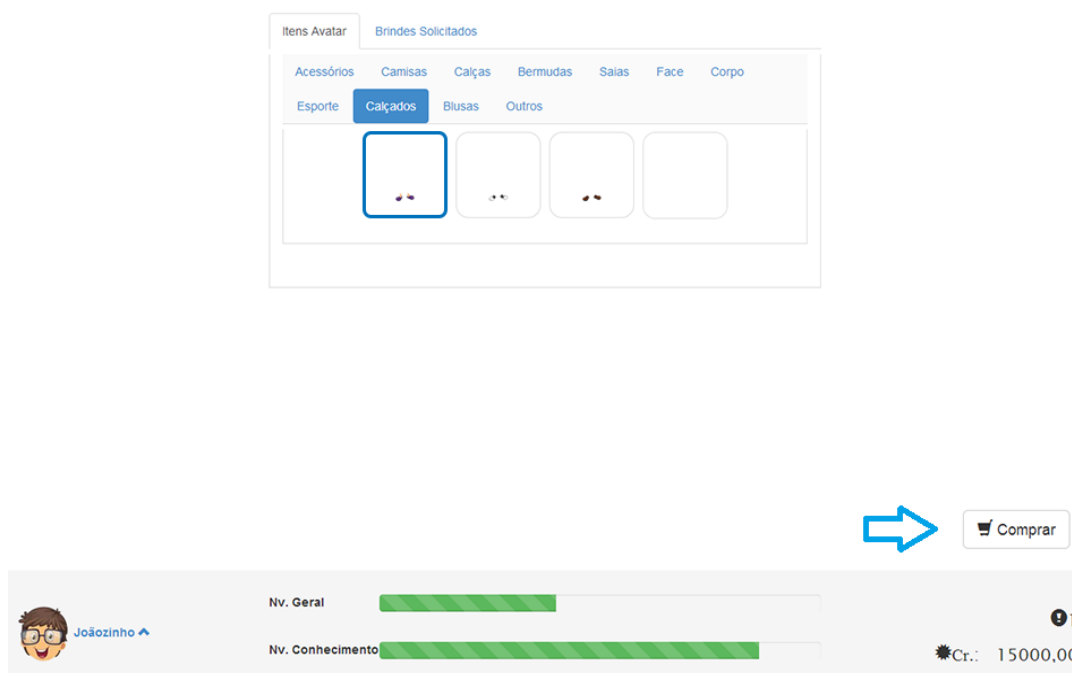 Itens Avatar Brindes Solicitados
Acessórios Camisas Calças Bermudas Saias Face Corpo
Esporte Calçados Blusas Outros
Comprar
Nv. Geral
Joãozinho
Nv. Conhecimento
Cr.: 15000,00